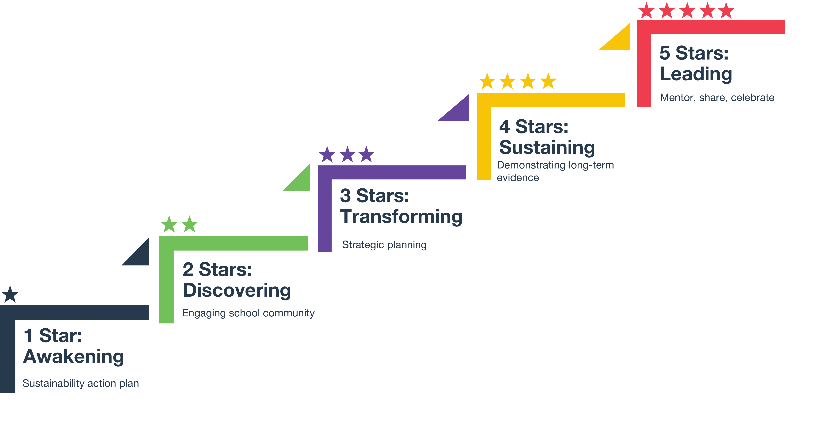 5 Stars:
Leading
Mentor, share, celebrate
4 Stars:
Sustaining
Demonstrating long-term
evidence
3 Stars:
Transforming
Strategic planning
2 Stars:
Discovering
Engaging school community
1 Star:
Awakening
Sustainability action plan